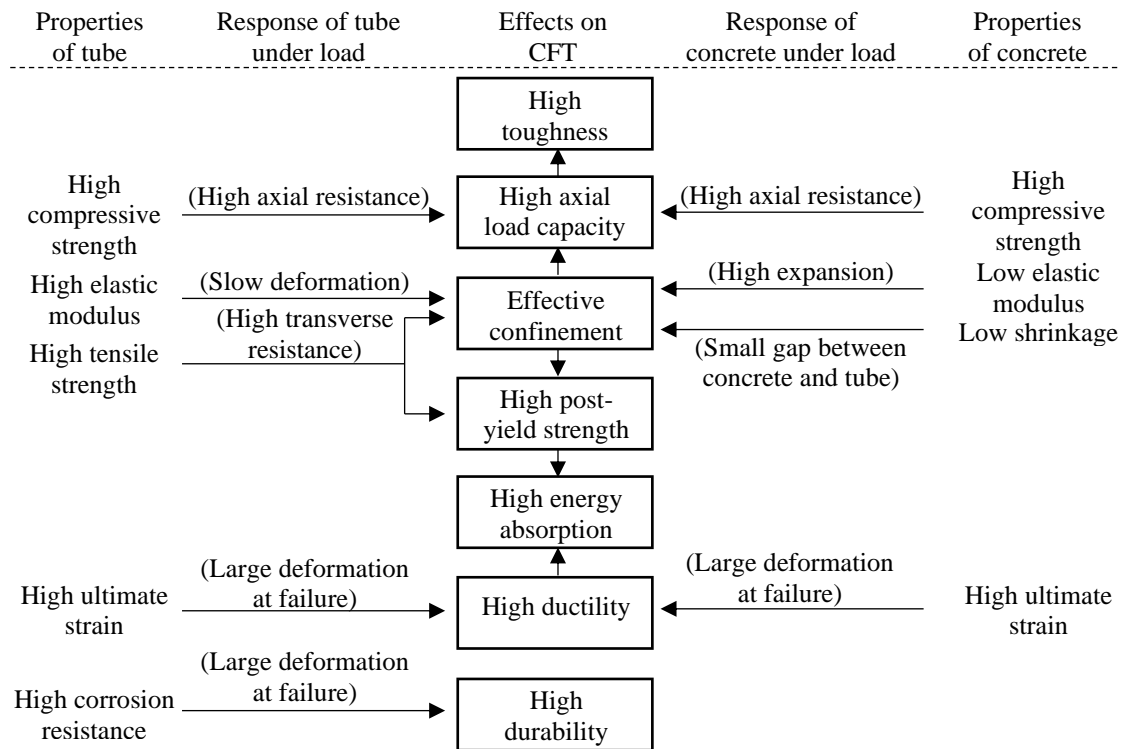 Properties
of tube
Response of tube
under load
Effects on
CFT
Response of
concrete under load
Properties
of concrete
High
toughness
High
compressive
strength
(High axial resistance)
High axial
load capacity
(High axial resistance)
High
compressive
strength
High elastic
modulus
(Slow deformation)
(High transverse
resistance)
Effective
confinement
(High expansion)
Low elastic
modulus
Low shrinkage
High tensile
strength
(Small gap between
concrete and tube)
High post-
yield strength
High energy
absorption
High ultimate
strain
(Large deformation
at failure)
High ductility
(Large deformation
at failure)
High ultimate
strain
High corrosion
resistance
(Large deformation
at failure)
High
durability